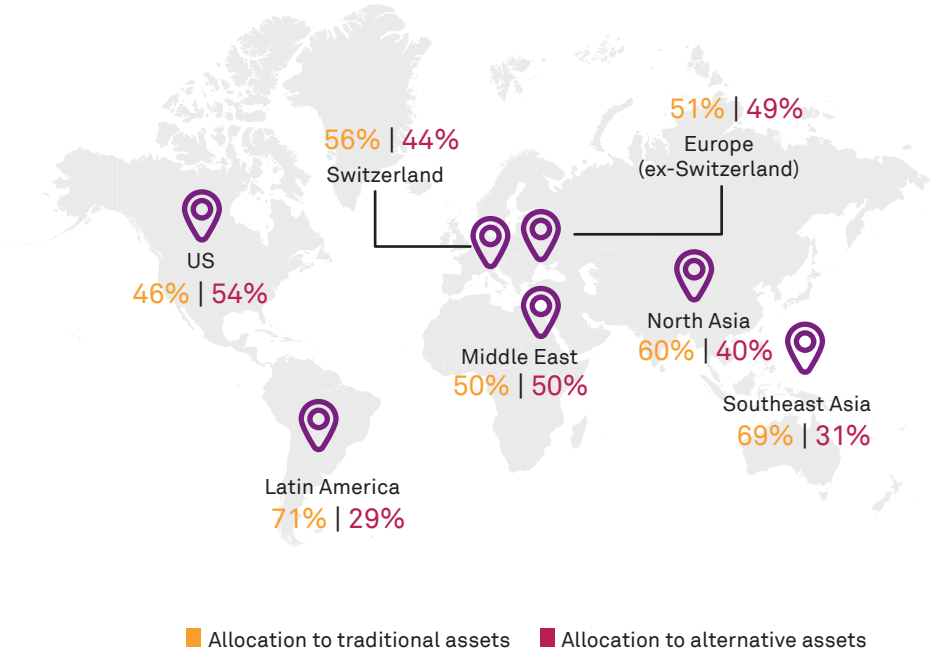 51% | 49%
Europe
(ex-Switzerland)
56% | 44%
Switzerland
US
46% | 54%
North Asia
60% | 40%
Middle East
50% | 50%
Southeast Asia
69% | 31%
Latin America
71% | 29%
Allocation to traditional assets
Allocation to alternative assets